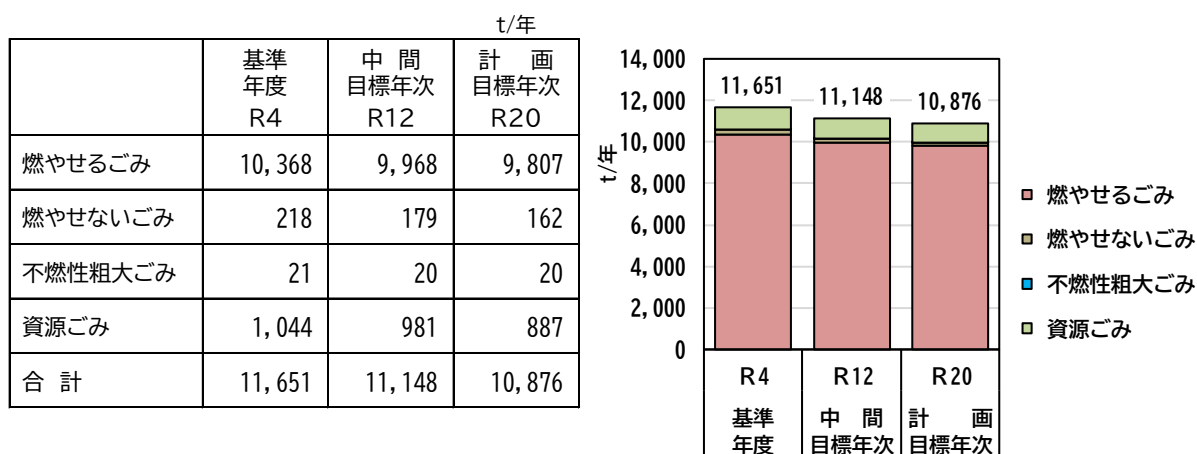 t/年
基準年度 R4 中 間目標年次 R12 計 画目標年次 R20
燃やせるごみ 10,368 9,968 9,807
燃やせないごみ 218 179 162
不燃性粗大ごみ 21 20 20
資源ごみ 1,044 981 887
合 計 11,651 11,148 10,876
t/年
14,000
12,000
10,000
8,000
6,000
4,000
2,000
0
11,651 11,148 10,876
R4 R12 R20
基準 中 間 計 画
年度 目標年次 目標年次
燃やせるごみ
燃やせないごみ
不燃性粗大ごみ
資源ごみ